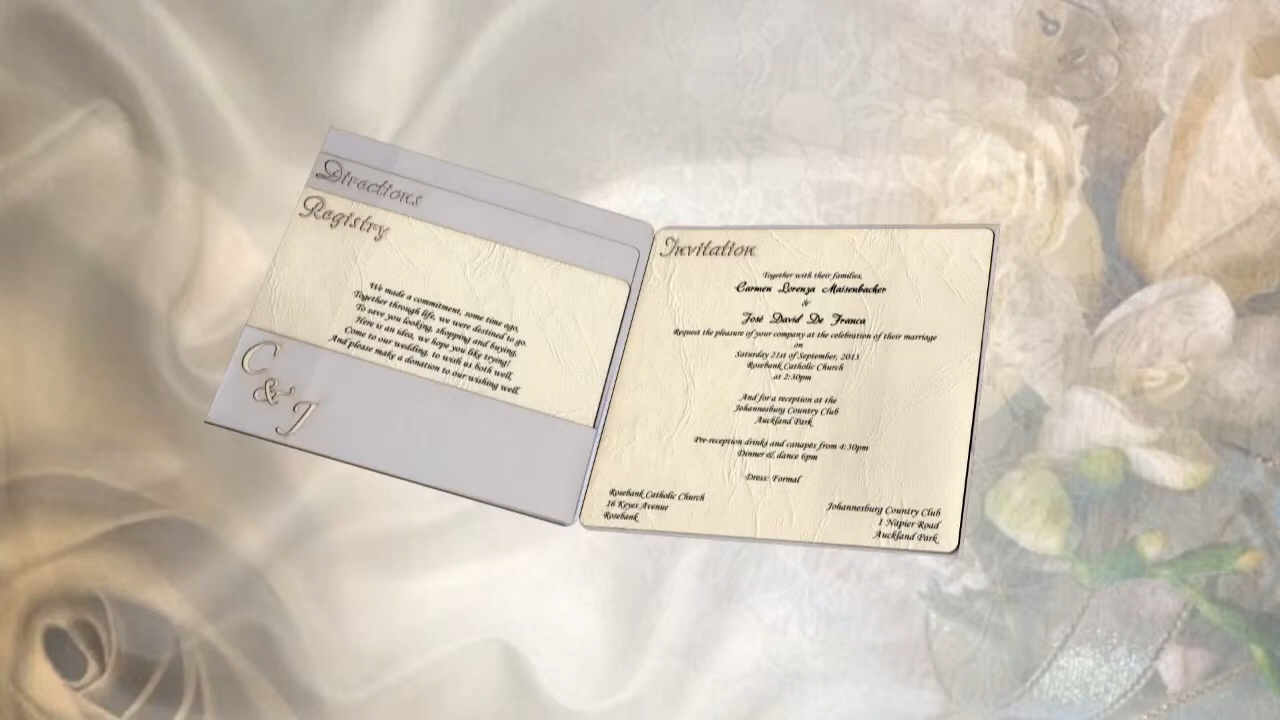 Directions
Registry
We made a commitment, some time ago,
Together through life, we were destined to go.
To save you looking, shopping and buying,
Here is an idea, we hope you like trying!
Come to our wedding, to wish us both well,
And please make a donation to our wishing well.
C
&
J
Invitation
Together with their families,
Carmen Lorenza Maisenbacker
&
José David De Franca
Request the pleasure of your company at the celebration of their marriage
on
Saturday 21st of September, 2013
Rosebank Catholic Church
at 2:30pm
And for a reception at the
Johannesburg Country Club
Auckland Park
Pre-reception drinks and canapes from 4:30pm
Dinner & dance 6pm
Dress: Formal
Rosebank Catholic Church
16 Keyes Avenue
Rosebank
Johannesburg Country Club
1 Napier Road
Auckland Park